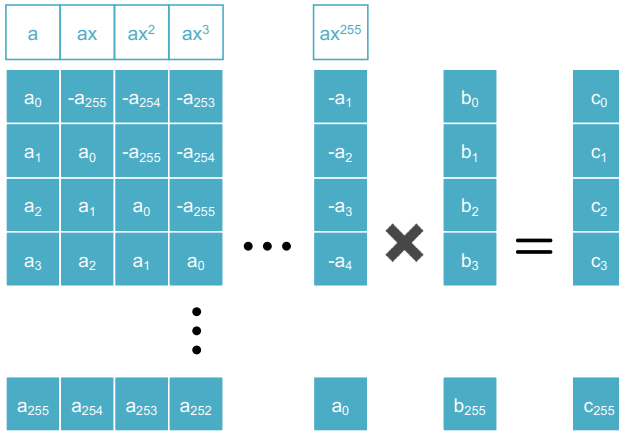 a ax ax² ax³ ax²⁵⁵
a₀ -a₂₅₅ -a₂₅₄ -a₂₅₃ -a₁ b₀ c₀
a₁ a₀ -a₂₅₅ -a₂₅₄ -a₂ b₁ c₁
a₂ a₁ a₀ -a₂₅₅ -a₃ b₂ c₂
a₃ a₂ a₁ a₀ ••• -a₄ × b₃ = c₃
a₂₅₅ a₂₅₄ a₂₅₃ a₂₅₂ a₀ b₂₅₅ c₂₅₅